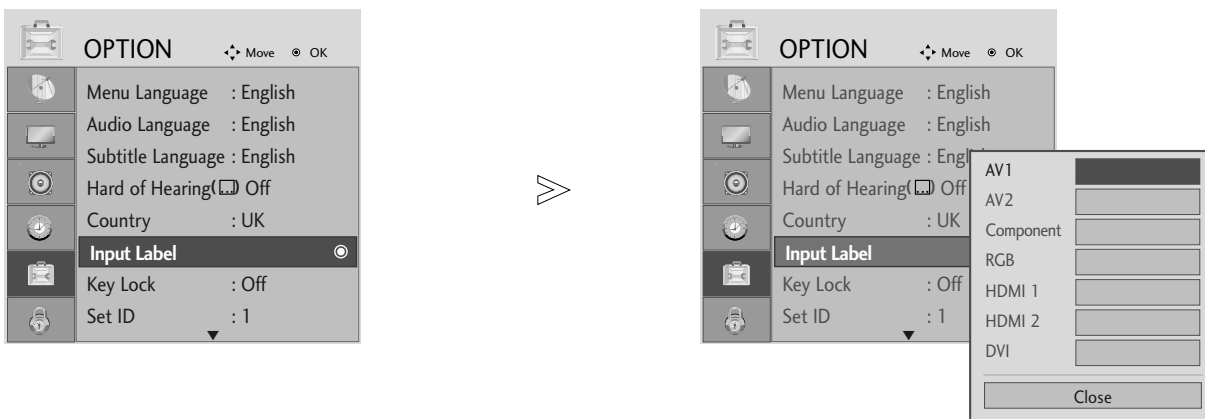 OPTION Move OK
Menu Language : English
Audio Language : English
Subtitle Language : English
Hard of Hearing( ) Off
Country : UK
Input Label
Key Lock : Off
Set ID : 1
OPTION Move OK
Menu Language : English
Audio Language : English
Subtitle Language : Engl
Hard of Hearing( ) Off
Country : UK
Input Label
Key Lock : Off
Set ID : 1
AV1
AV2
Component
RGB
HDMI 1
HDMI 2
DVI
Close